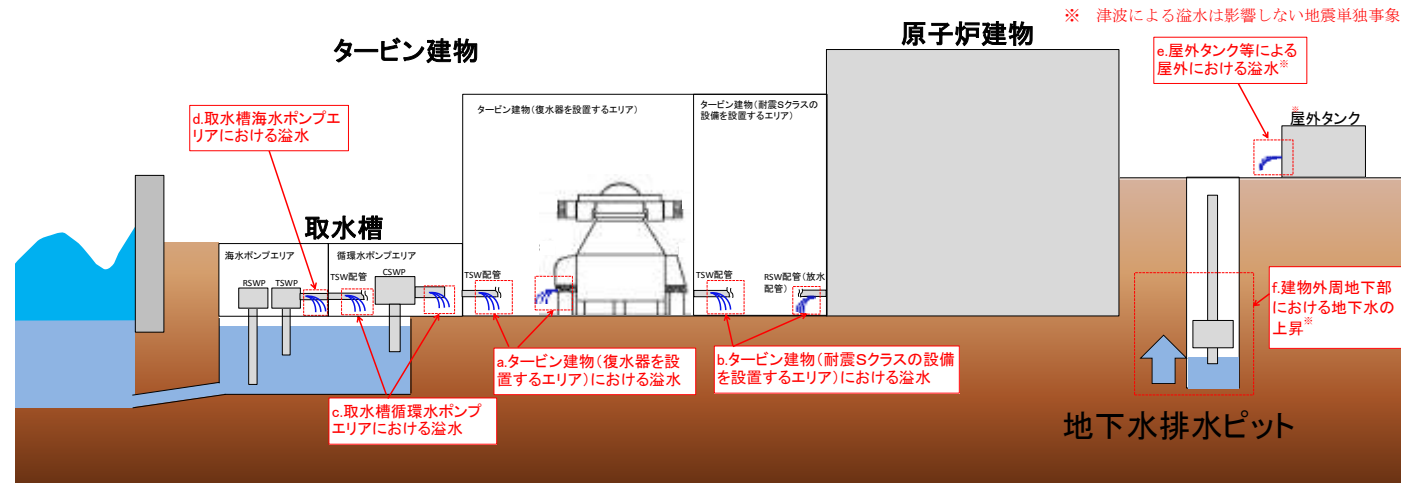 ※　津波による溢水は影響しない地震単独事象
原子炉建物
タービン建物
e.屋外タンク等による
屋外における溢水※
タービン建物(復水器を設置するエリア)
タービン建物(耐震Sクラスの
設備を設置するエリア)
d.取水槽海水ポンプエ
リアにおける溢水
※
屋外タンク
取水槽
海水ポンプエリア
循環水ポンプエリア
RSWP
TSWP
TSW配管
CSWP
TSW配管
TSW配管
RSW配管(放水
配管)
f.建物外周地下部
における地下水の
上昇※
a.タービン建物(復水器を設
置するエリア)における溢水
b.タービン建物(耐震Sクラスの設備
を設置するエリア)における溢水
c.取水槽循環水ポンプ
エリアにおける溢水
地下水排水ピット